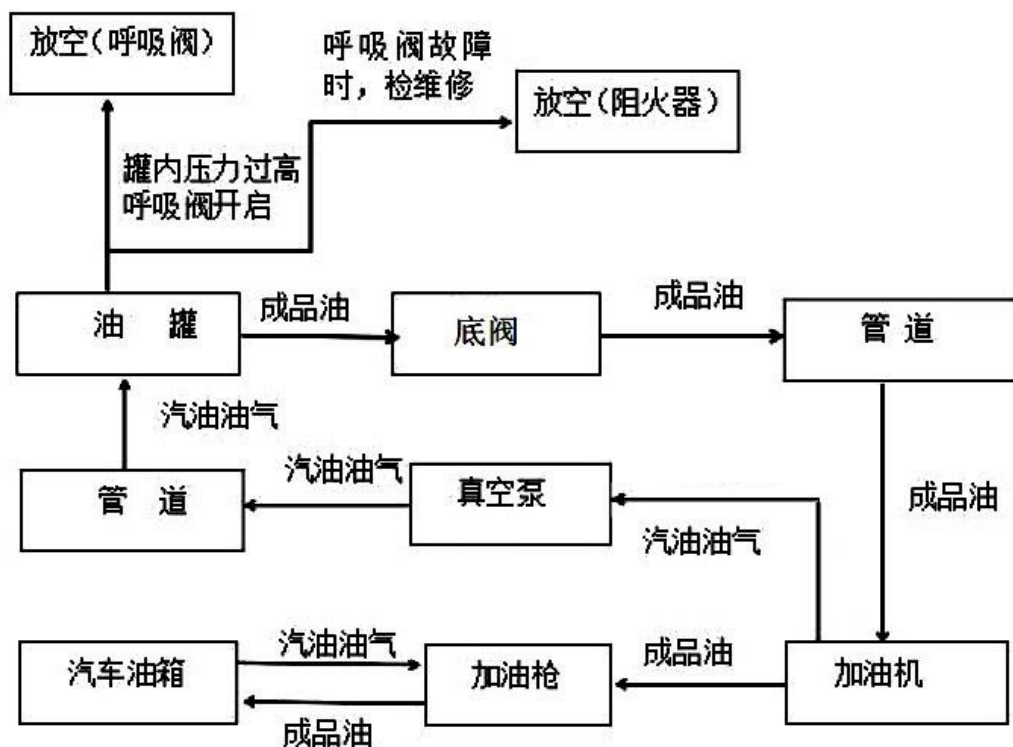 放空（呼吸阀）
呼吸阀故障
时，检维修
放空（阻火器）
罐内压力过高
呼吸阀开启
油 罐
成品油
底阀
成品油
管 道
汽油油气
成品油
管 道
汽油油气
真空泵
汽油油气
汽车油箱
汽油油气
成品油
加油枪
成品油
加油机